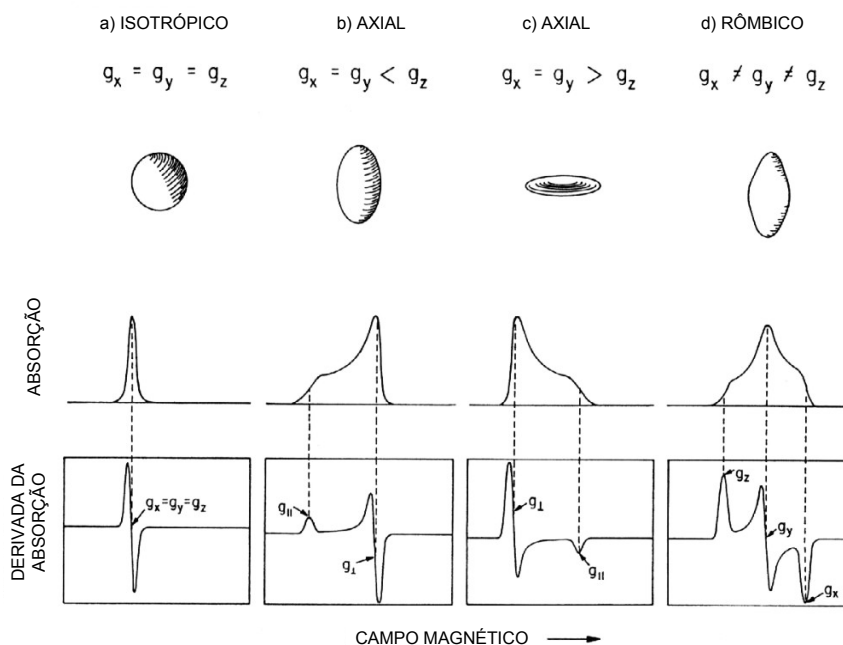 a) ISOTRÓPICO
b) AXIAL
c) AXIAL
d) RÔMBICO
g_x = g_y = g_z
g_x = g_y < g_z
g_x = g_y > g_z
g_x ≠ g_y ≠ g_z
ABSORÇÃO
DERIVADA DA
ABSORÇÃO
g_x=g_y=g_z
g_||
g_⊥
g_⊥
g_||
g_z
g_y
g_x
CAMPO MAGNÉTICO